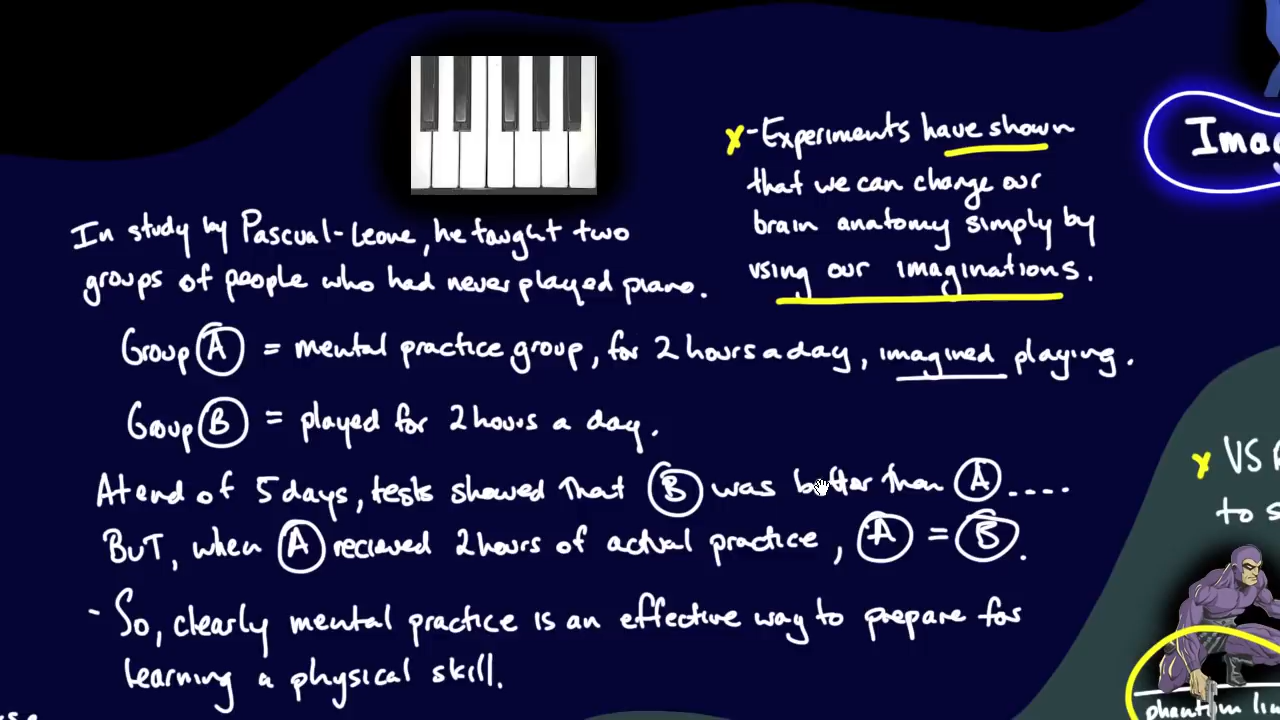 x - Experiments have shown
that we can change our
brain anatomy simply by
using our imaginations.
In study by Pascual-Leone, he taught two
groups of people who had never played piano.
Group A = mental practice group, for 2 hours a day, imagined playing.
Group B = played for 2 hours a day.
At end of 5 days, tests showed that B was better than A ....
BUT, when A recieved 2 hours of actual practice, A = B.
- So, clearly mental practice is an effective way to prepare for
learning a physical skill.
x VS
to s
phantom